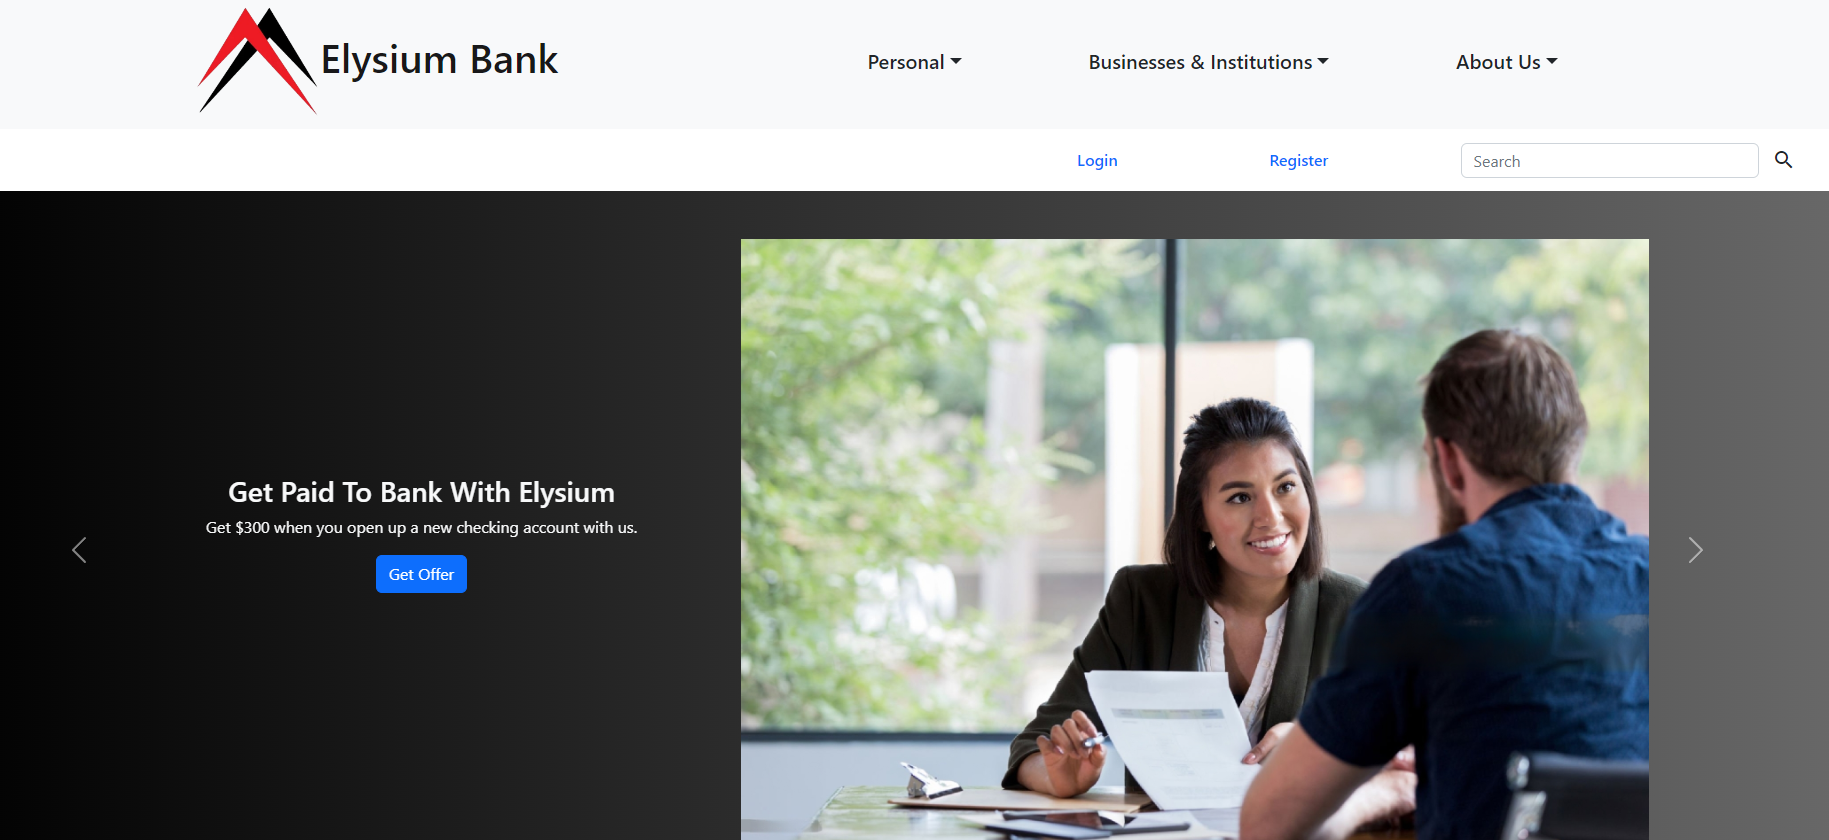 Elysium Bank
Personal
Businesses & Institutions
About Us
Login
Register
Search
Get Paid To Bank With Elysium
Get $300 when you open up a new checking account with us.
Get Offer